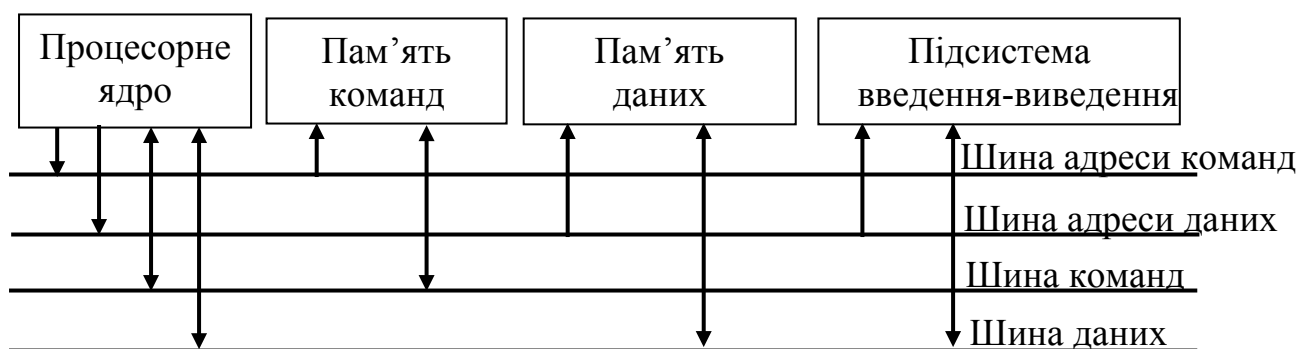 Процесорне
ядро
Пам’ять
команд
Пам’ять
даних
Підсистема
введення-виведення
Шина адреси команд
Шина адреси даних
Шина команд
Шина даних